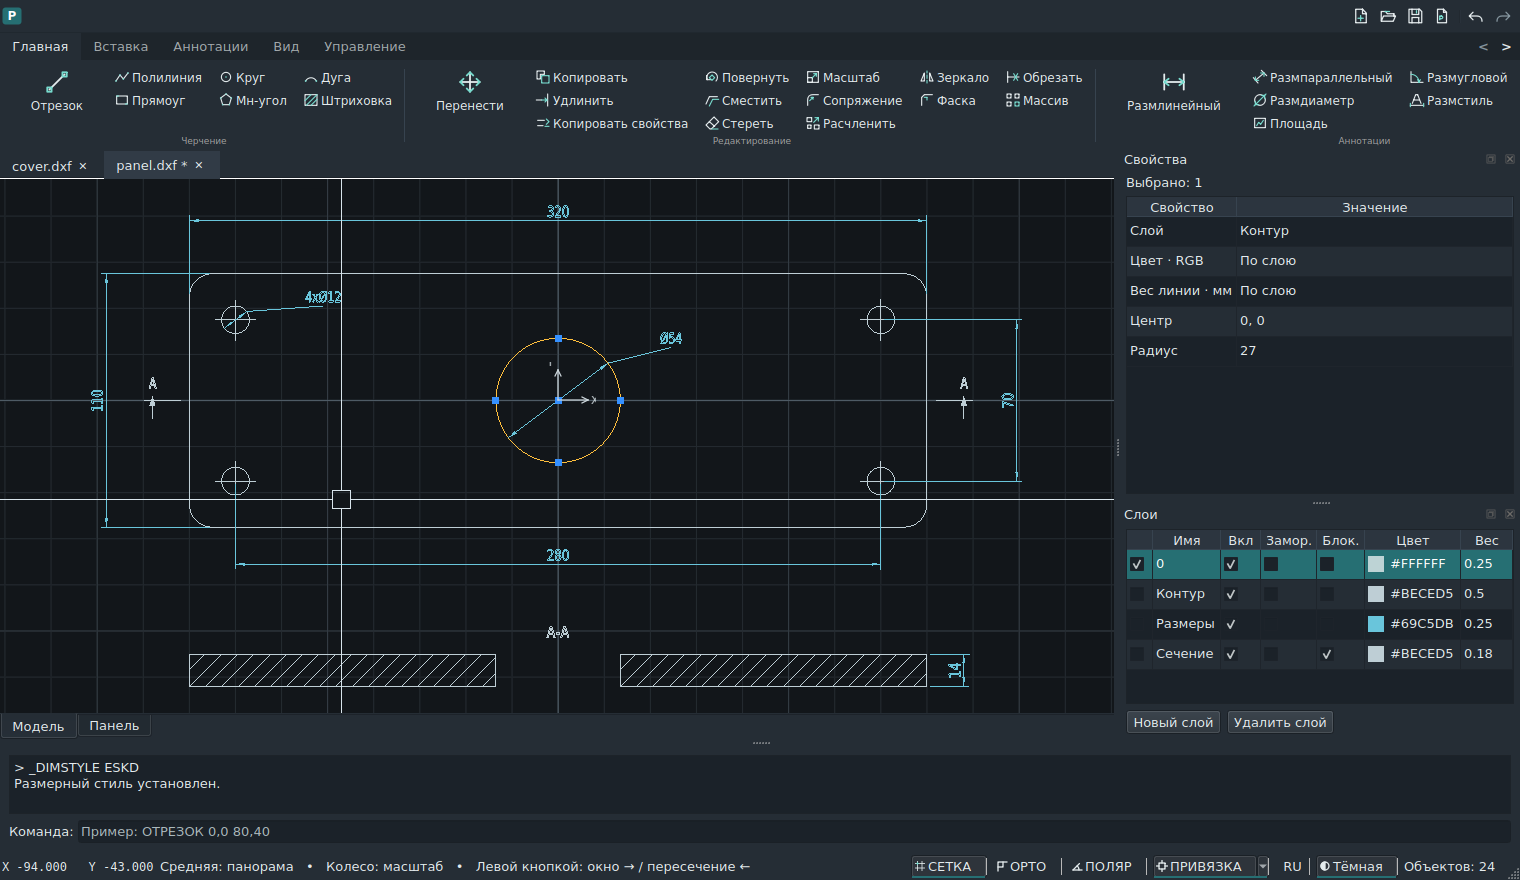 P
Главная Вставка Аннотации Вид Управление < >
Отрезок Полилиния Круг Дуга
Прямоуг Мн-угол Штриховка
Черчение
Перенести Копировать Повернуть Масштаб Зеркало Обрезать
Удлинить Сместить Сопряжение Фаска Массив
Копировать свойства Стереть Расчленить
Редактирование
Размлинейный Размпараллельный Размугловой
Размдиаметр Размстиль
Площадь
Аннотации
cover.dxf × panel.dxf * ×
320
4xØ12
Ø54
A A
110
70
X
280
A-A
14
Свойства
Выбрано: 1
Свойство Значение
Слой Контур
Цвет · RGB По слою
Вес линии · мм По слою
Центр 0, 0
Радиус 27
Слои
Имя Вкл Замор. Блок. Цвет Вес
0 #FFFFFF 0.25
Контур #BECED5 0.5
Размеры #69C5DB 0.25
Сечение #BECED5 0.18
Новый слой Удалить слой
Модель Панель
> _DIMSTYLE ESKD
Размерный стиль установлен.
Команда: Пример: ОТРЕЗОК 0,0 80,40
X -94.000 Y -43.000 Средняя: панорама • Колесо: масштаб • Левой кнопкой: окно → / пересечение ← СЕТКА ОРТО ПОЛЯР ПРИВЯЗКА RU Тёмная Объектов: 24